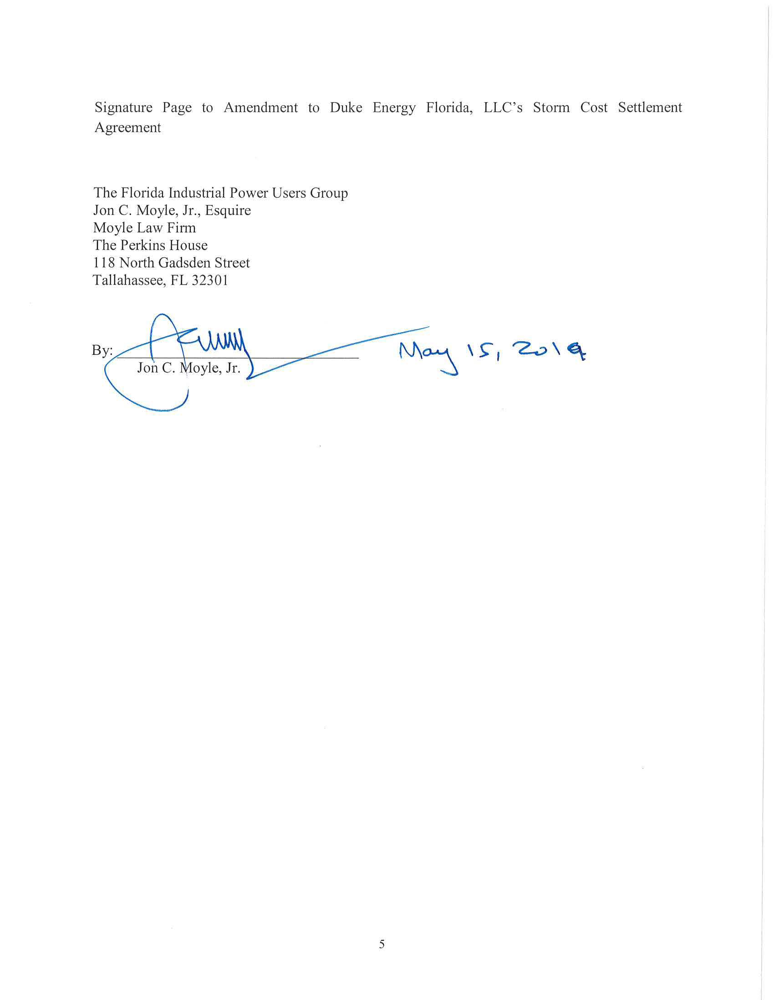 Signature Page to Amendment to Duke Energy Florida, LLC's Storm Cost Settlement
Agreement
The Florida Industrial Power Users Group
Jon C. Moyle, Jr., Esquire
Moyle Law Firm
The Perkins House
118 North Gadsden Street
Tallahassee, FL 32301
By:
May 15, 2019
Jon C. Moyle, Jr.
5